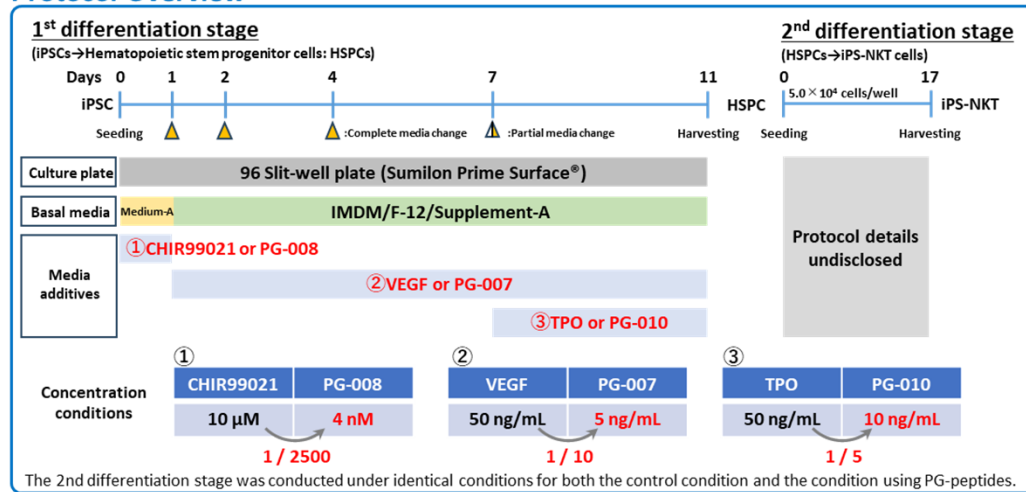 1st differentiation stage
(iPSCs→Hematopoietic stem progenitor cells: HSPCs)
2nd differentiation stage
(HSPCs→iPS-NKT cells)
Days 0 1 2 4 7 11 0 17
5.0×10⁴ cells/well
iPSC HSPC iPS-NKT
Seeding :Complete media change :Partial media change Harvesting Seeding Harvesting
Culture plate 96 Slit-well plate (Sumilon Prime Surface®)
Basal media Medium-A IMDM/F-12/Supplement-A
①CHIR99021 or PG-008
Media additives
②VEGF or PG-007
③TPO or PG-010
Protocol details
undisclosed
① ② ③
Concentration conditions
CHIR99021 PG-008 VEGF PG-007 TPO PG-010
10 μM 4 nM 50 ng/mL 5 ng/mL 50 ng/mL 10 ng/mL
1 / 2500 1 / 10 1 / 5
The 2nd differentiation stage was conducted under identical conditions for both the control condition and the condition using PG-peptides.